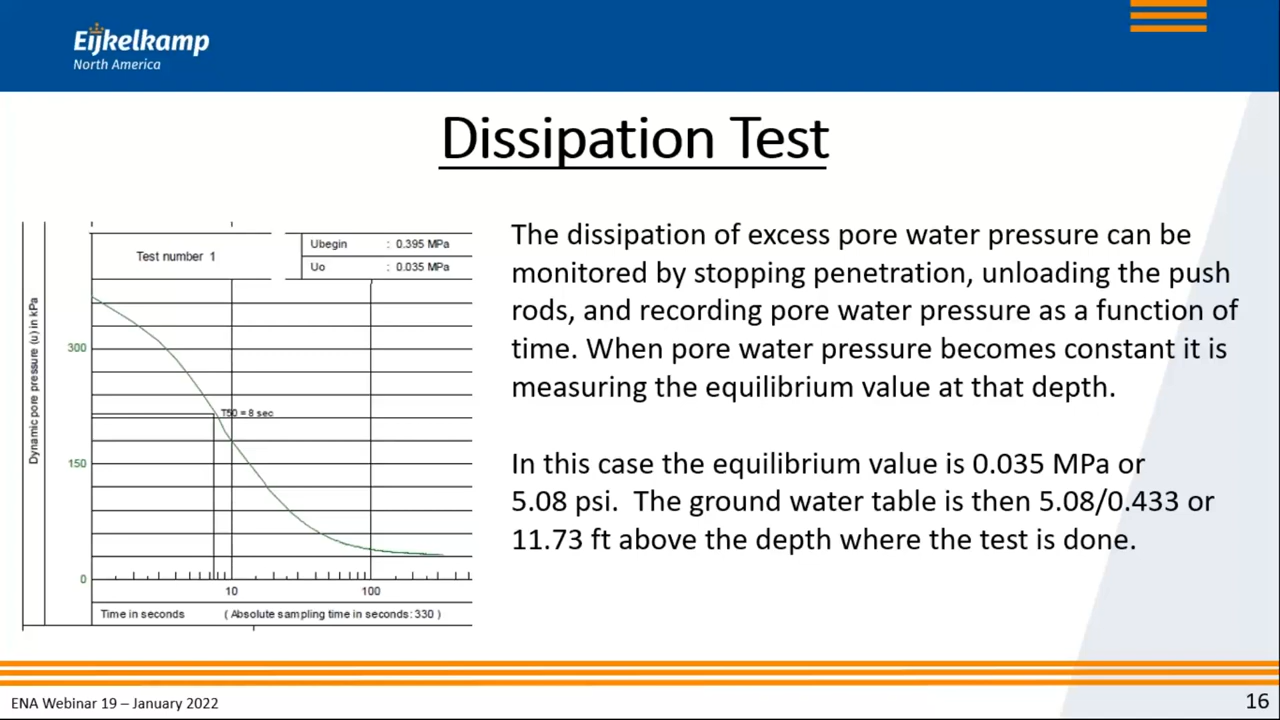 Eijkelkamp
North America
Dissipation Test
Dynamic pore pressure (u) in kPa
Test number 1
Ubegin : 0.395 MPa
Uo : 0.035 MPa
300
T50 = 8 sec
150
0
10 100
Time in seconds ( Absolute sampling time in seconds: 330 )
The dissipation of excess pore water pressure can be
monitored by stopping penetration, unloading the push
rods, and recording pore water pressure as a function of
time. When pore water pressure becomes constant it is
measuring the equilibrium value at that depth.
In this case the equilibrium value is 0.035 MPa or
5.08 psi. The ground water table is then 5.08/0.433 or
11.73 ft above the depth where the test is done.
ENA Webinar 19 – January 2022
16